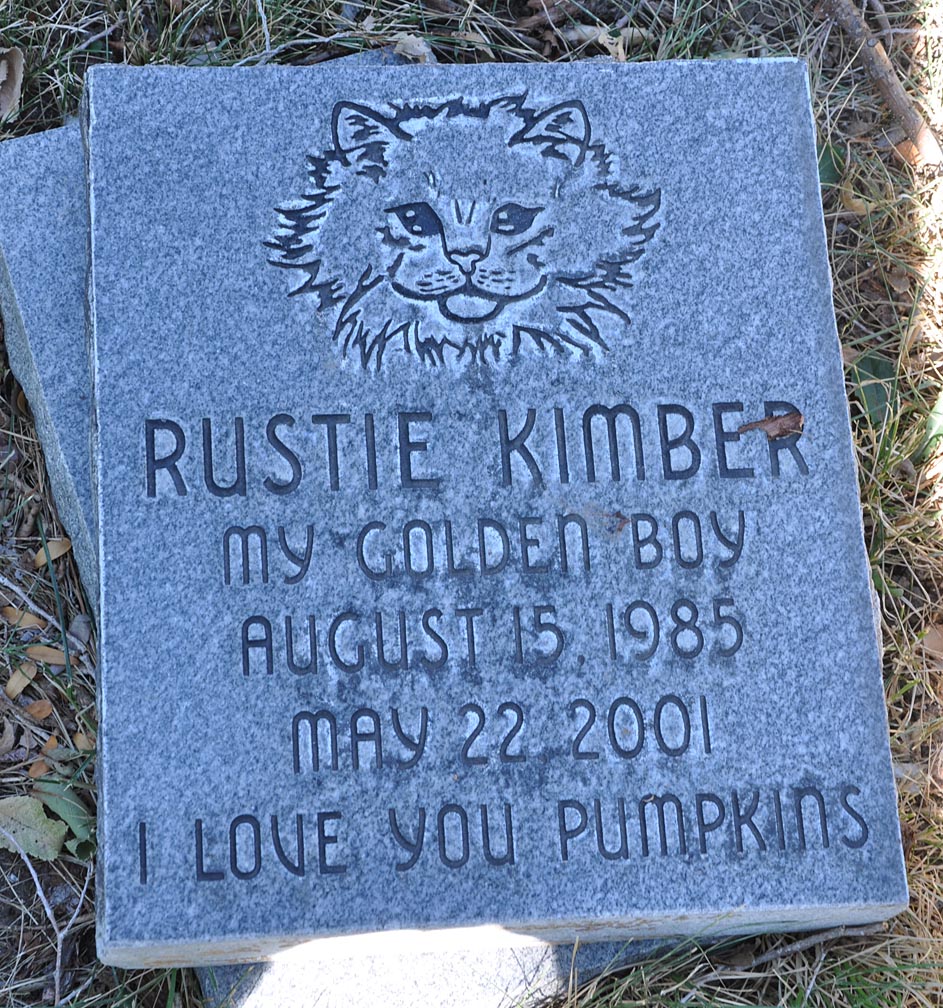 RUSTIE KIMBER
MY GOLDEN BOY
AUGUST 15, 1985
MAY 22, 2001
I LOVE YOU PUMPKINS